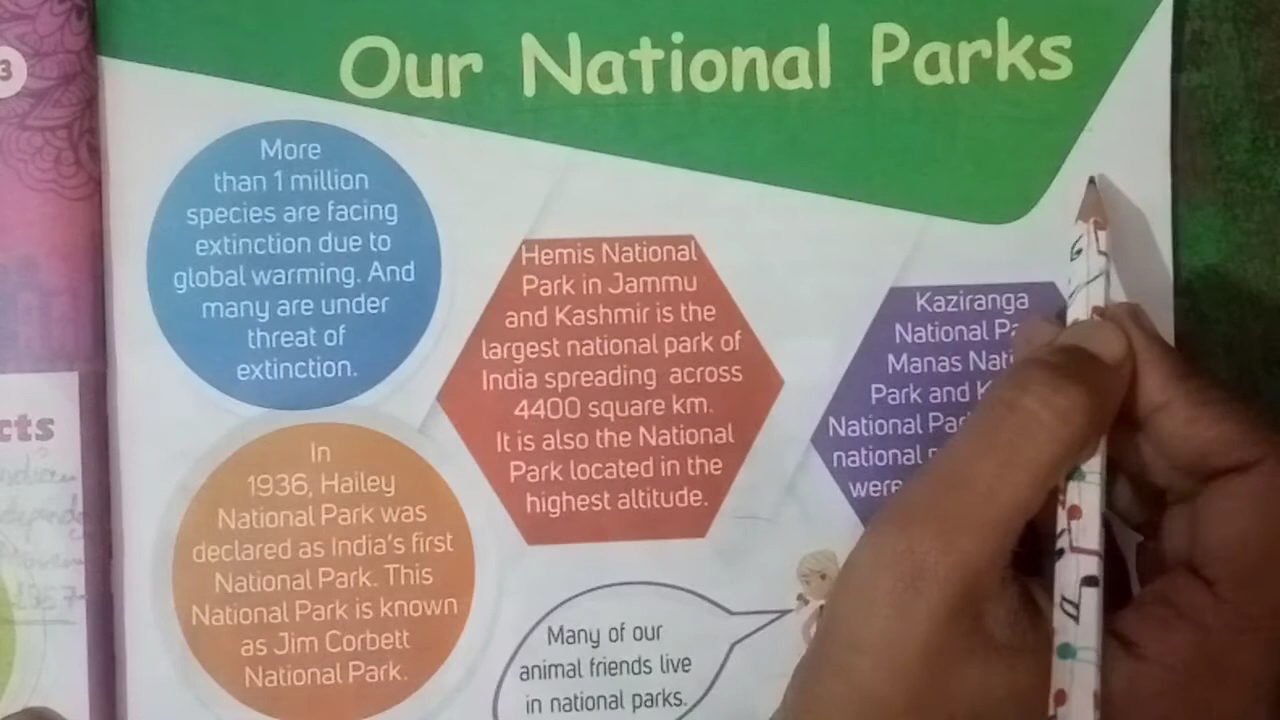 Our National Parks
3
More
than 1 million
species are facing
extinction due to
global warming. And
many are under
threat of
extinction.
Hemis National
Park in Jammu
and Kashmir is the
largest national park of
India spreading across
4400 square km.
It is also the National
Park located in the
highest altitude.
Kaziranga
National
Manas
Park and
National
national
were
In
1936, Hailey
National Park was
declared as India's first
National Park. This
National Park is known
as Jim Corbett
National Park.
Many of our
animal friends live
in national parks.
cts